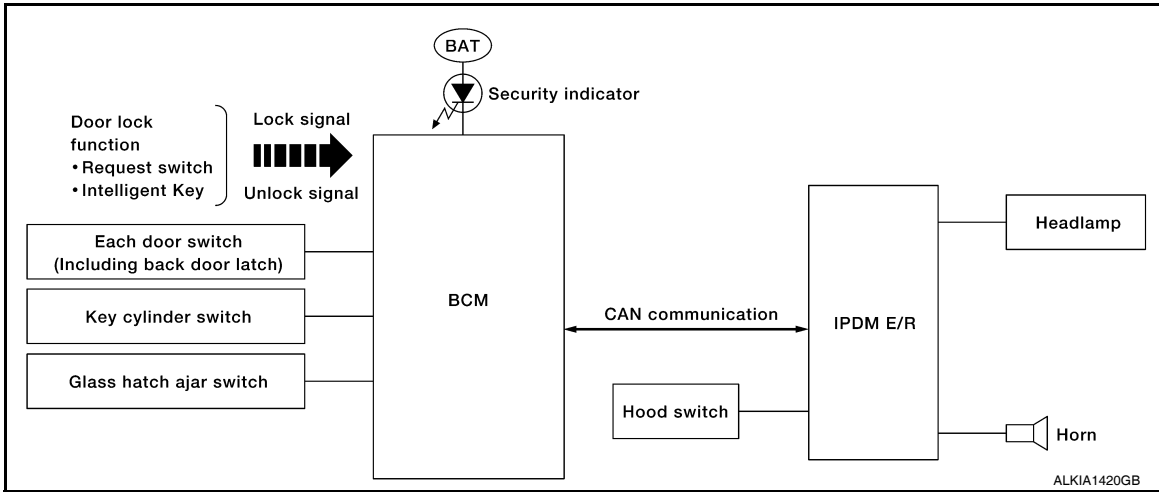 BAT
Security indicator
Door lock
function
•Request switch
•Intelligent Key
Lock signal
Unlock signal
Each door switch
(Including back door latch)
Key cylinder switch
Glass hatch ajar switch
BCM
CAN communication
IPDM E/R
Hood switch
Headlamp
Horn
ALKIA1420GB